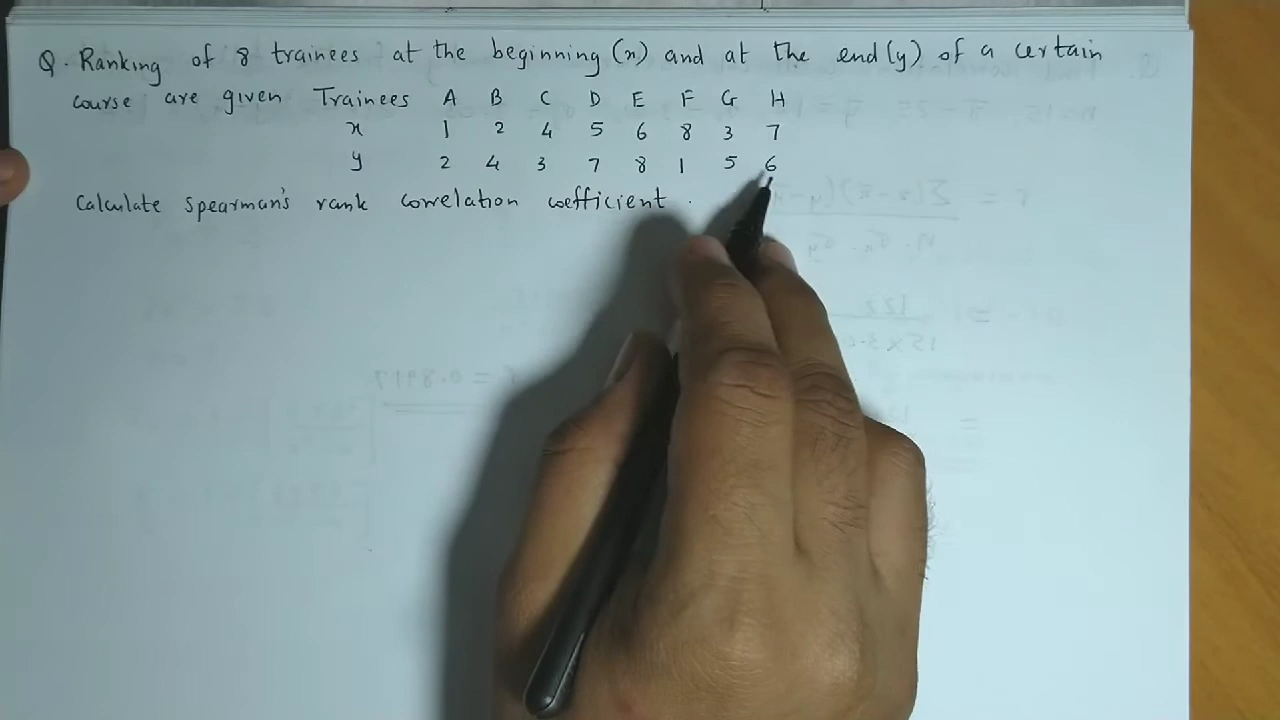 Q. Ranking of 8 trainees at the beginning (x) and at the end (y) of a certain
course are given Trainees A B C D E F G H
x 1 2 4 5 6 8 3 7
y 2 4 3 7 8 1 5 6
Calculate Spearman's rank correlation coefficient.